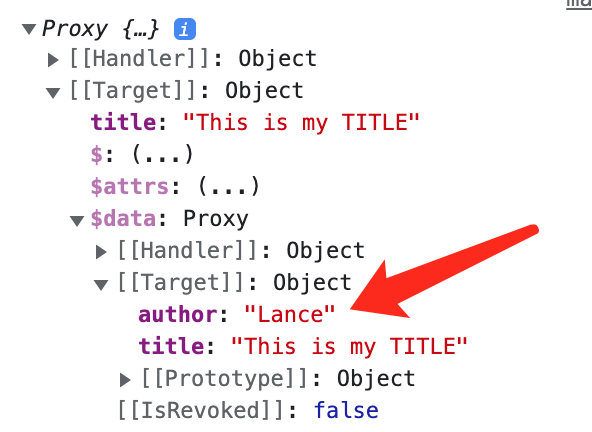 Proxy {…} i
[[Handler]]: Object
[[Target]]: Object
title: "This is my TITLE"
$: (...)
$attrs: (...)
$data: Proxy
[[Handler]]: Object
[[Target]]: Object
author: "Lance"
title: "This is my TITLE"
[[Prototype]]: Object
[[IsRevoked]]: false